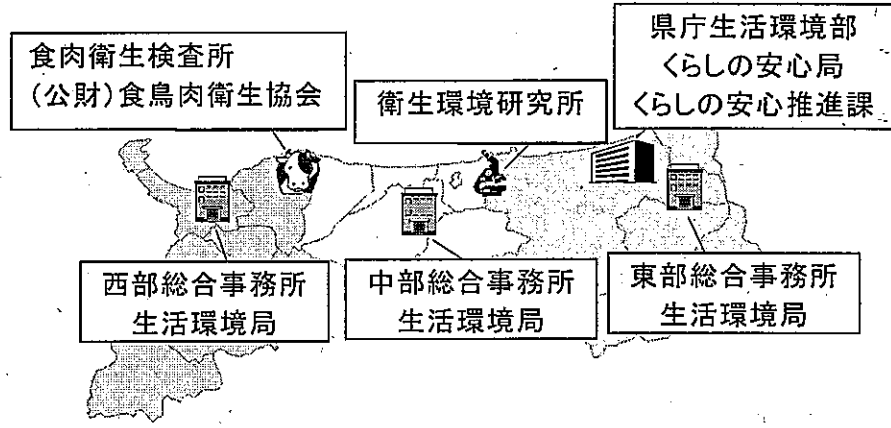 食肉衛生検査所
(公財)食鳥肉衛生協会
衛生環境研究所
県庁生活環境部
くらしの安心局
くらしの安心推進課
西部総合事務所
生活環境局
中部総合事務所
生活環境局
東部総合事務所
生活環境局